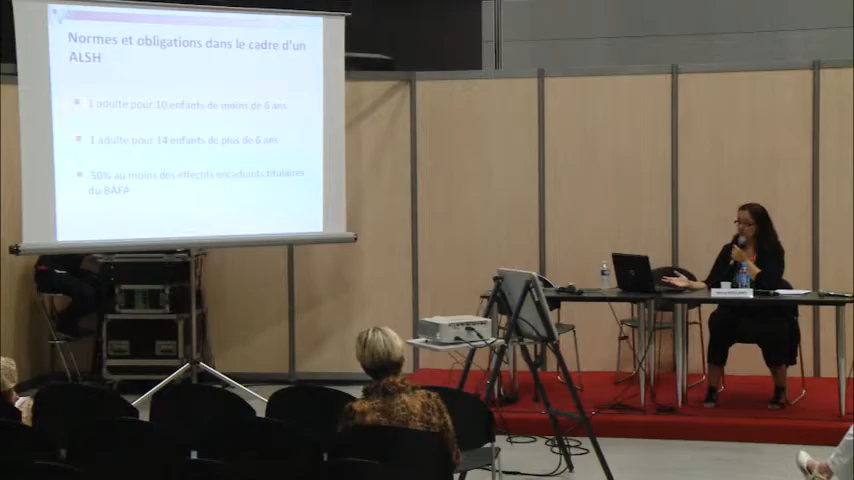 Normes et obligations dans le cadre d'un
ALSH
1 adulte pour 10 enfants de moins de 6 ans.
1 adulte pour 14 enfants de plus de 6 ans
50% au moins des effectifs encadrants titulaires
du BAFA